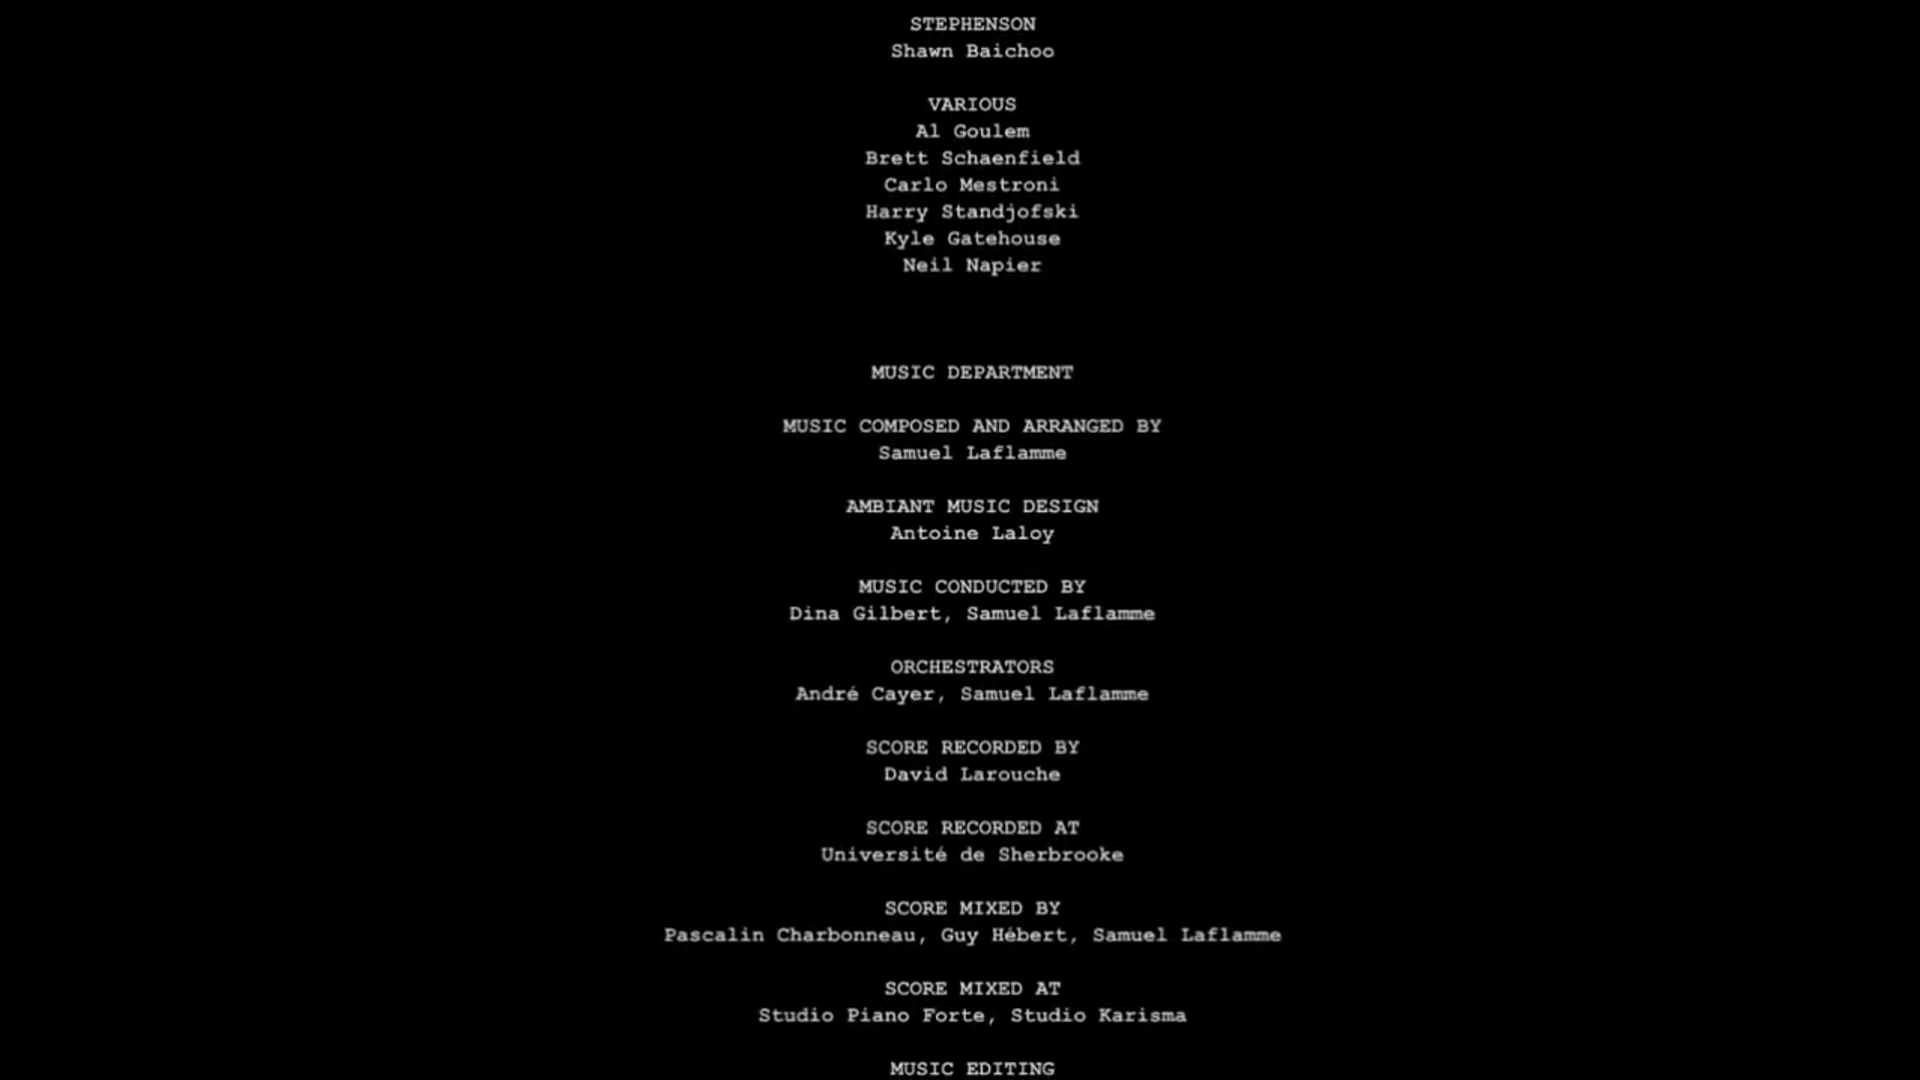 STEPHENSON
Shawn Baichoo
VARIOUS
Al Goulem
Brett Schaenfield
Carlo Mestroni
Harry Standjofski
Kyle Gatehouse
Neil Napier
MUSIC DEPARTMENT
MUSIC COMPOSED AND ARRANGED BY
Samuel Laflamme
AMBIANT MUSIC DESIGN
Antoine Laloy
MUSIC CONDUCTED BY
Dina Gilbert, Samuel Laflamme
ORCHESTRATORS
André Cayer, Samuel Laflamme
SCORE RECORDED BY
David Larouche
SCORE RECORDED AT
Université de Sherbrooke
SCORE MIXED BY
Pascalin Charbonneau, Guy Hébert, Samuel Laflamme
SCORE MIXED AT
Studio Piano Forte, Studio Karisma
MUSIC EDITING